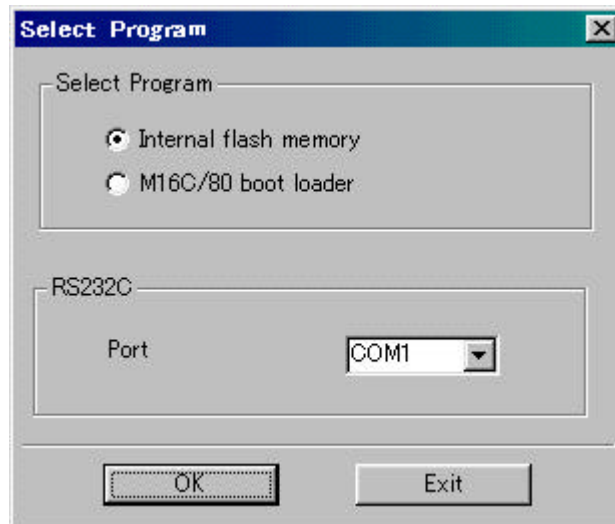 Select Program
Select Program
Internal flash memory
M16C/80 boot loader
RS232C
Port
COM1
OK
Exit